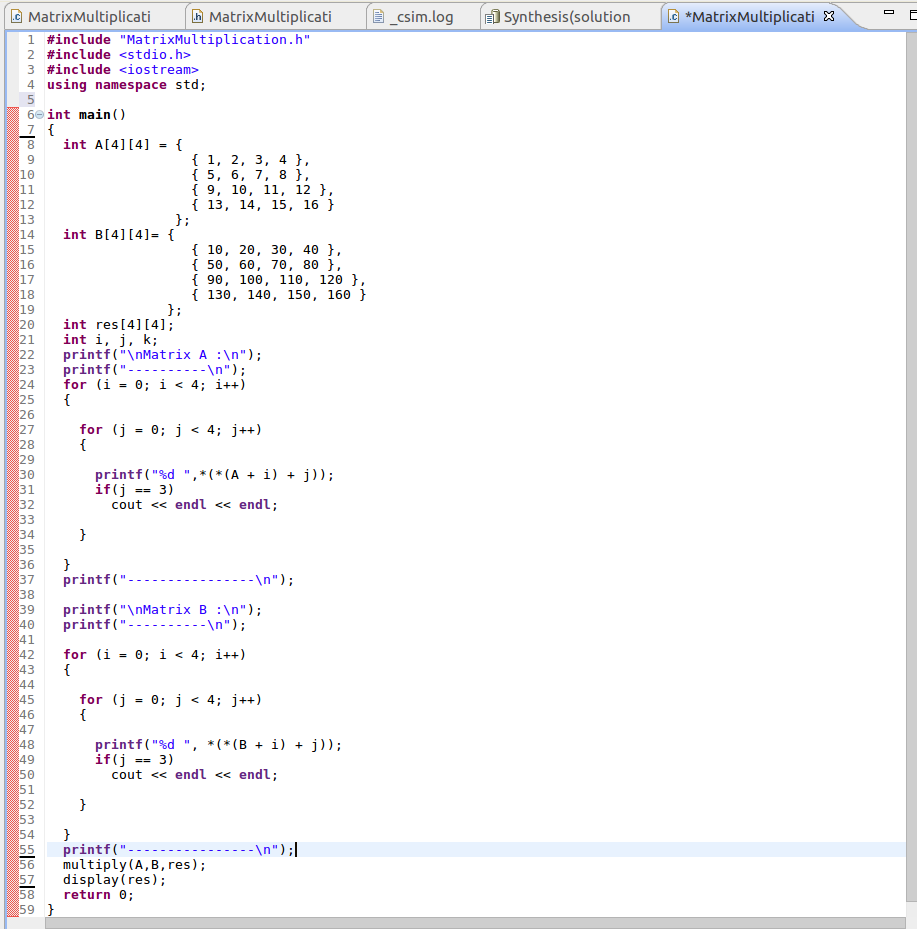 MatrixMultiplicati MatrixMultiplicati _csim.log Synthesis(solution *MatrixMultiplicati
1 #include "MatrixMultiplication.h"
2 #include <stdio.h>
3 #include <iostream>
4 using namespace std;
5
6 int main()
7 {
8   int A[4][4] = {
9                   { 1, 2, 3, 4 },
10                   { 5, 6, 7, 8 },
11                   { 9, 10, 11, 12 },
12                   { 13, 14, 15, 16 }
13                 };
14   int B[4][4]= {
15                   { 10, 20, 30, 40 },
16                   { 50, 60, 70, 80 },
17                   { 90, 100, 110, 120 },
18                   { 130, 140, 150, 160 }
19                };
20   int res[4][4];
21   int i, j, k;
22   printf("\nMatrix A :\n");
23   printf("----------\n");
24   for (i = 0; i < 4; i++)
25   {
26
27     for (j = 0; j < 4; j++)
28     {
29
30       printf("%d ",*(*(A + i) + j));
31       if(j == 3)
32         cout << endl << endl;
33
34     }
35
36   }
37   printf("----------------\n");
38
39   printf("\nMatrix B :\n");
40   printf("----------\n");
41
42   for (i = 0; i < 4; i++)
43   {
44
45     for (j = 0; j < 4; j++)
46     {
47
48       printf("%d ", *(*(B + i) + j));
49       if(j == 3)
50         cout << endl << endl;
51
52     }
53
54   }
55   printf("----------------\n");
56   multiply(A,B,res);
57   display(res);
58   return 0;
59 }